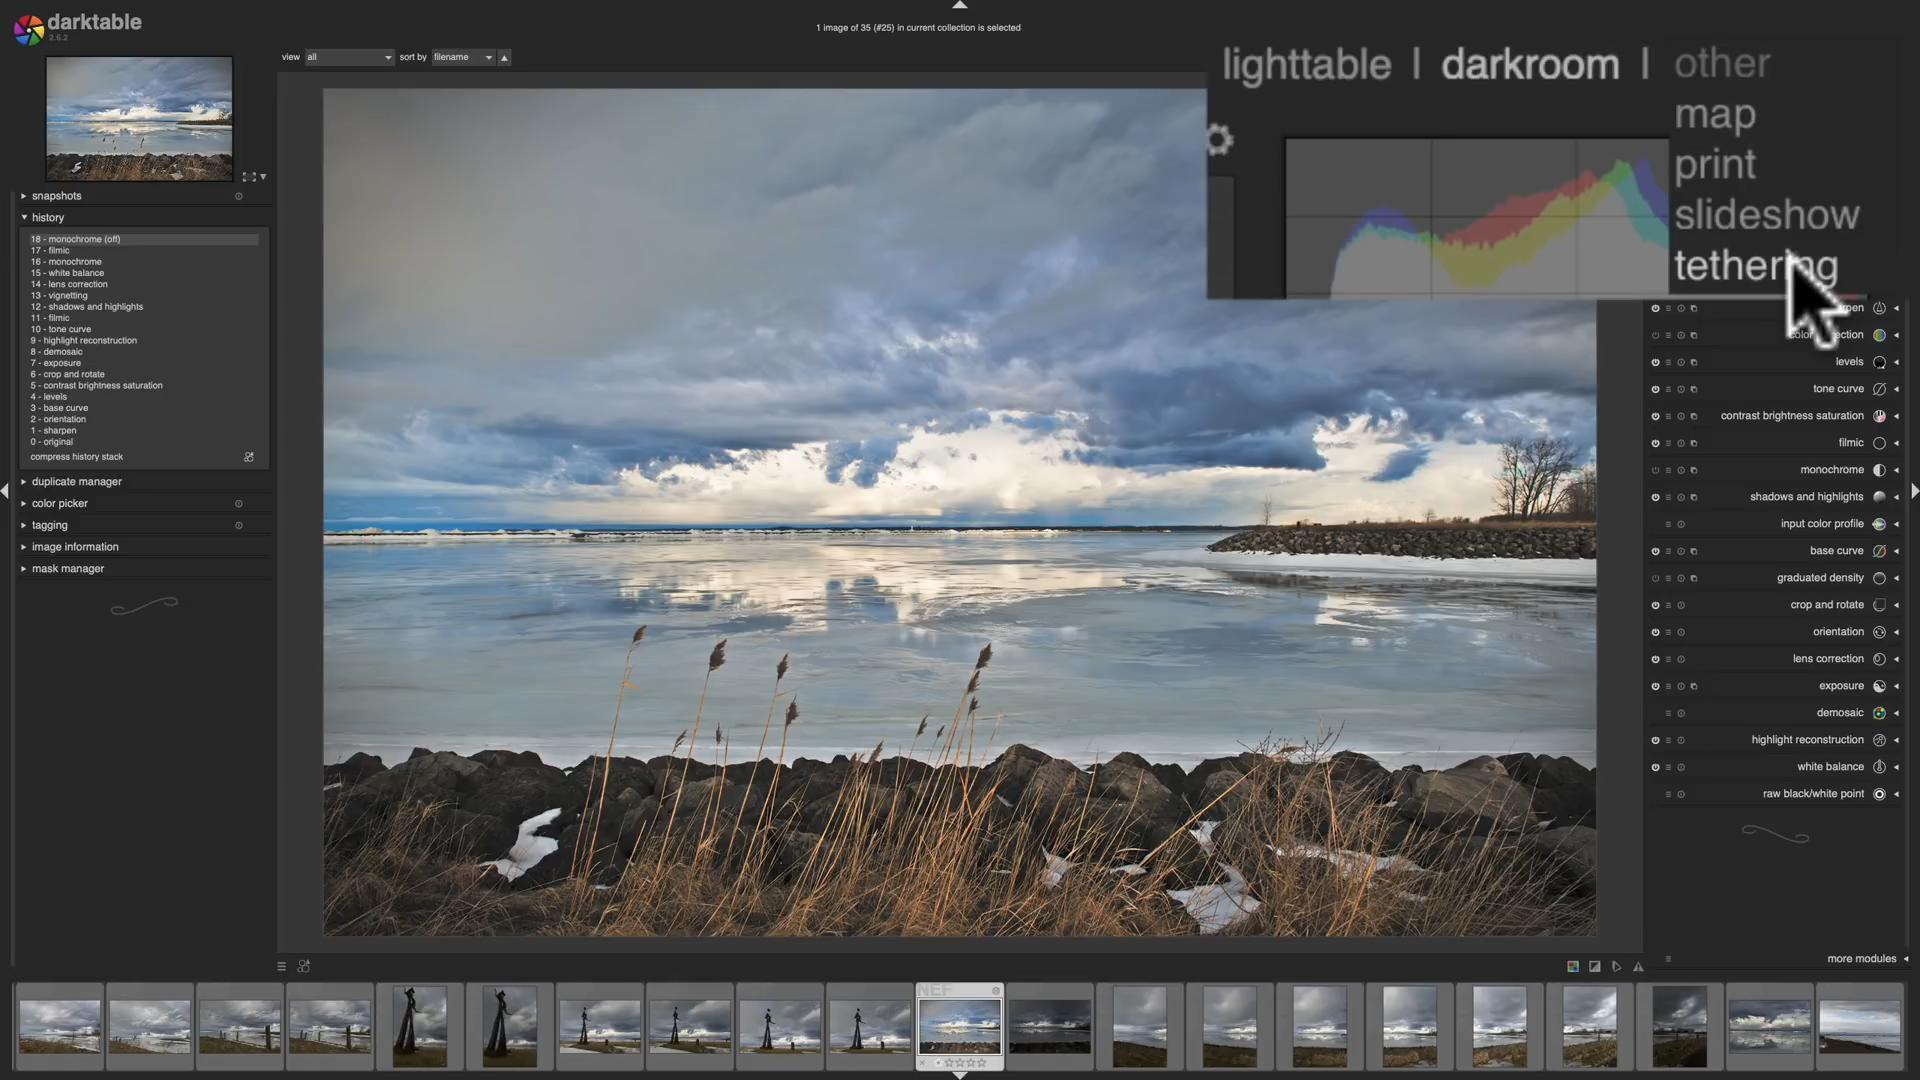 darktable
2.6.2
1 image of 35 (#25) in current collection is selected
view all sort by filename
lighttable | darkroom | other
map
print
slideshow
tethering
snapshots
history
18 - monochrome (off)
17 - filmic
16 - monochrome
15 - white balance
14 - lens correction
13 - vignetting
12 - shadows and highlights
11 - filmic
10 - tone curve
9 - highlight reconstruction
8 - demosaic
7 - exposure
6 - crop and rotate
5 - contrast brightness saturation
4 - levels
3 - base curve
2 - orientation
1 - sharpen
0 - original
compress history stack
duplicate manager
color picker
tagging
image information
mask manager
levels
tone curve
contrast brightness saturation
filmic
monochrome
shadows and highlights
input color profile
base curve
graduated density
crop and rotate
orientation
lens correction
exposure
demosaic
highlight reconstruction
white balance
raw black/white point
more modules
NEF